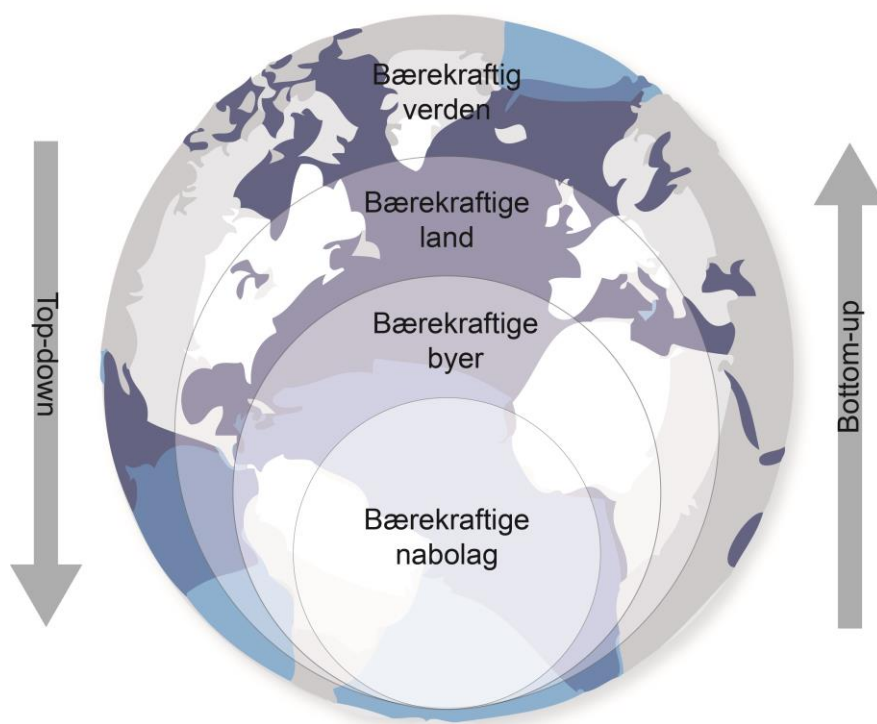 Bærekraftig
verden
Bærekraftige
land
Bærekraftige
byer
Bærekraftige
nabolag
Top-down
Bottom-up